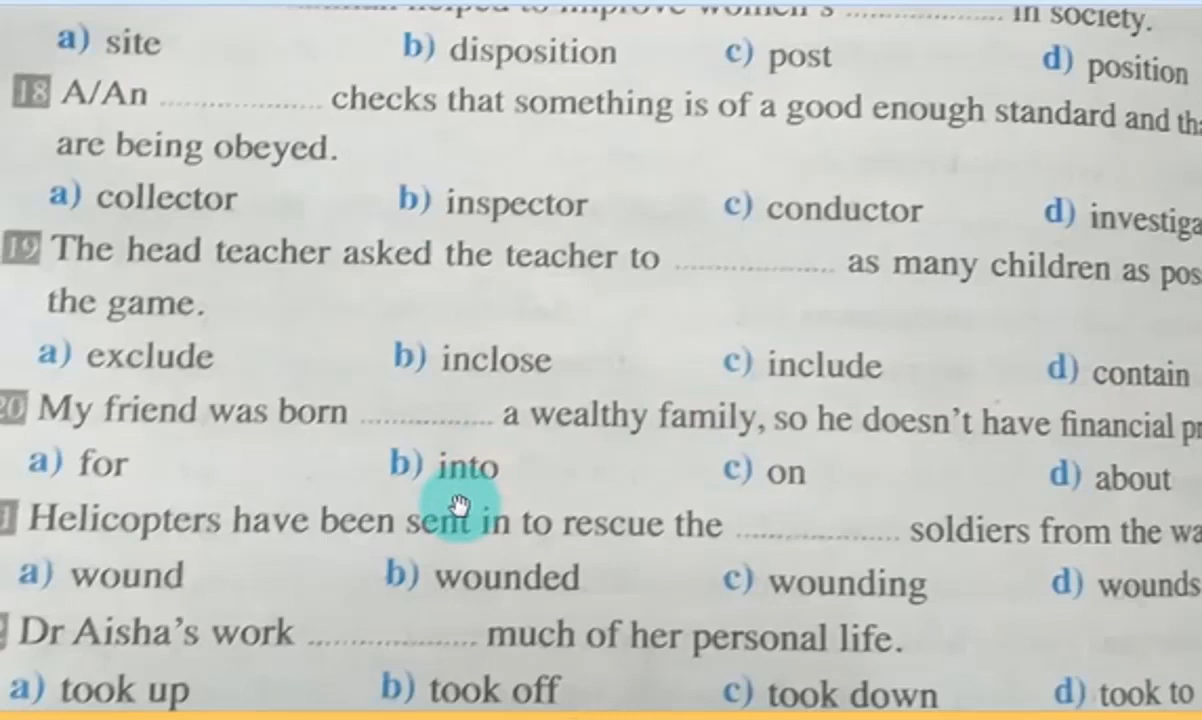 to improve women's .................. in society.
a) site b) disposition c) post d) position
18 A/An .................. checks that something is of a good enough standard and
are being obeyed.
a) collector b) inspector c) conductor d)
19 The head teacher asked the teacher to .................. as many children as
the game.
a) exclude b) inclose c) include d) contain
20 My friend was born .................. a wealthy family, so he doesn't have financial
a) for b) into c) on d) about
Helicopters have been sent in to rescue the .................. soldiers from the
a) wound b) wounded c) wounding d) wounds
Dr Aisha's work .................. much of her personal life.
a) took up b) took off c) took down d) took to